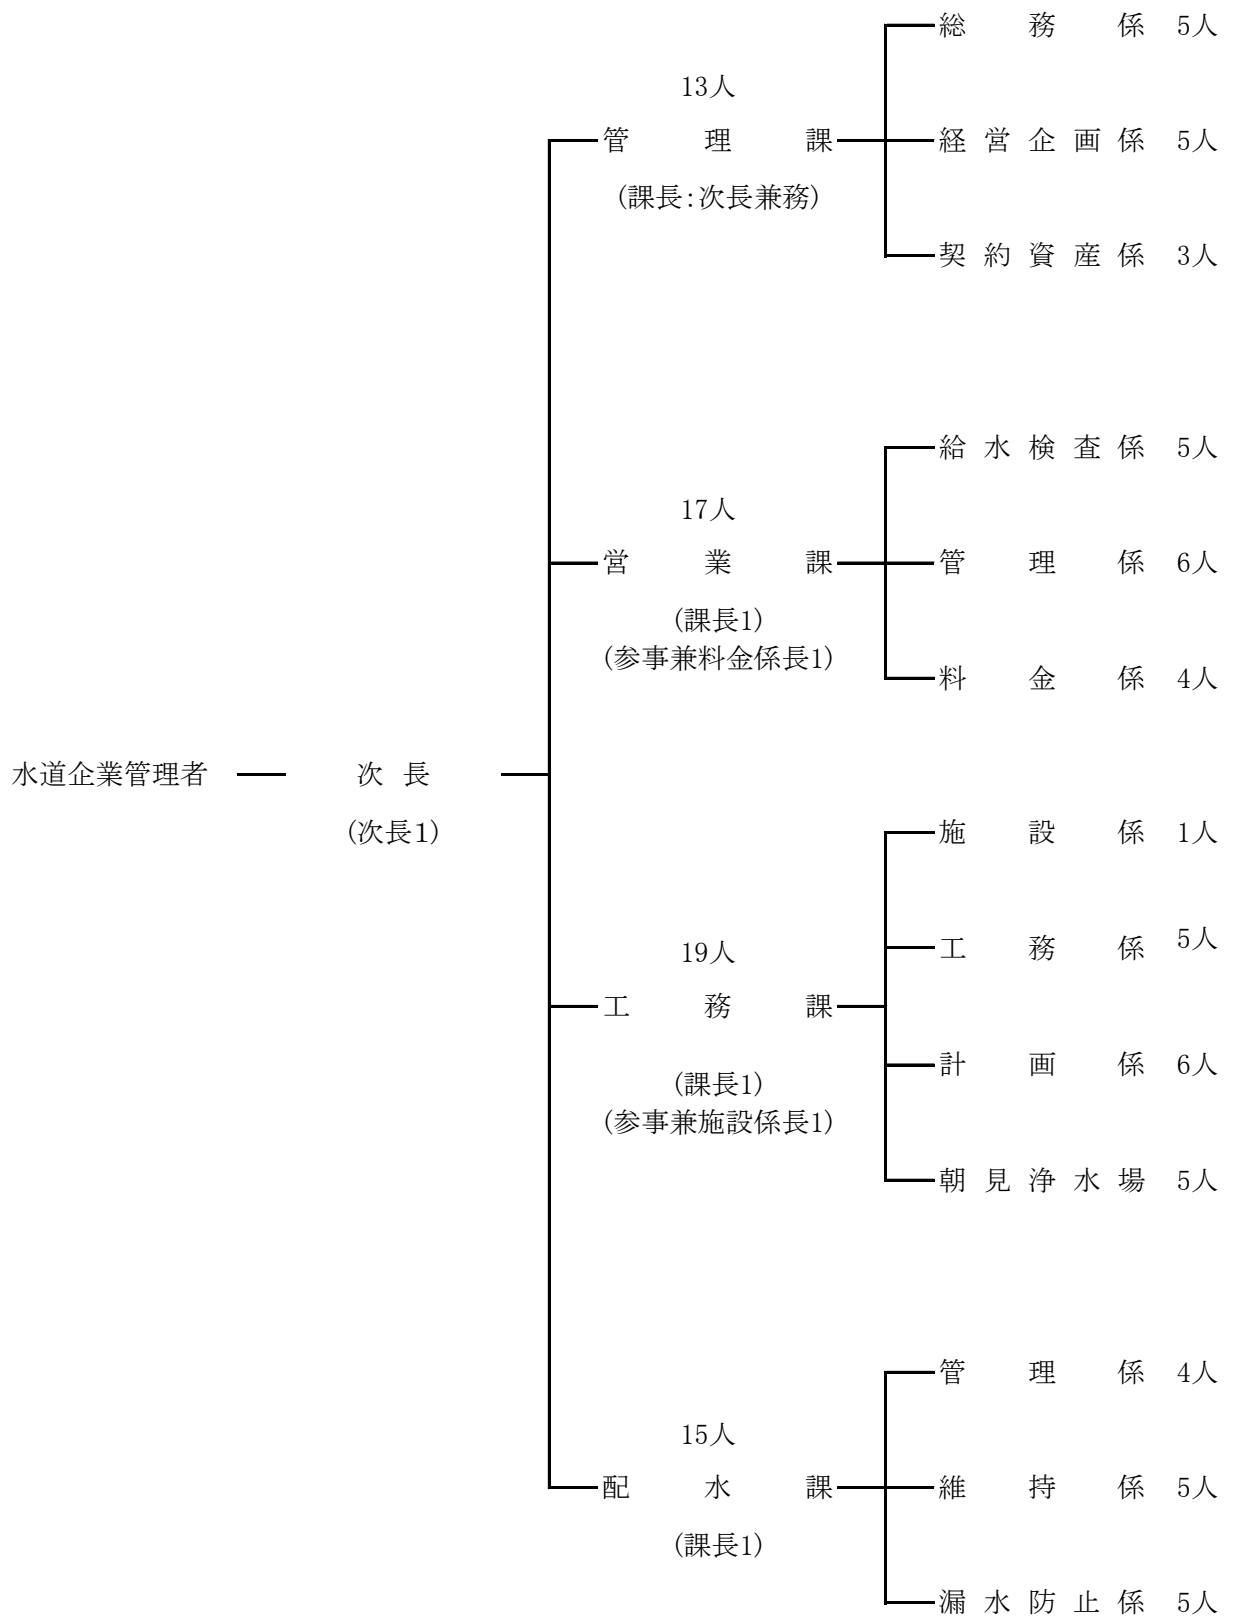 総務係 5人
13人
管理課
経営企画係 5人
(課長:次長兼務)
契約資産係 3人
給水検査係 5人
17人
営業課
管理係 6人
(課長1)
(参事兼料金係長1)
料金係 4人
水道企業管理者
次長
(次長1)
施設係 1人
工務係 5人
19人
工務課
計画係 6人
(課長1)
(参事兼施設係長1)
朝見浄水場 5人
管理係 4人
15人
配水課
維持係 5人
(課長1)
漏水防止係 5人